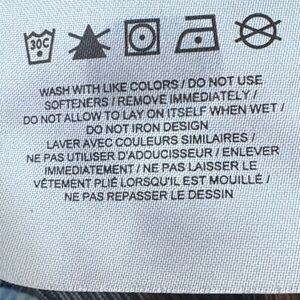 30C
WASH WITH LIKE COLORS / DO NOT USE
SOFTENERS / REMOVE IMMEDIATELY /
DO NOT ALLOW TO LAY ON ITSELF WHEN WET /
DO NOT IRON DESIGN
LAVER AVEC COULEURS SIMILAIRES /
NE PAS UTILISER D'ADOUCISSEUR / ENLEVER
IMMEDIATEMENT / NE PAS LAISSER LE
VÊTEMENT PLIÉ LORSQU'IL EST MOUILLÉ /
NE PAS REPASSER LE DESSIN